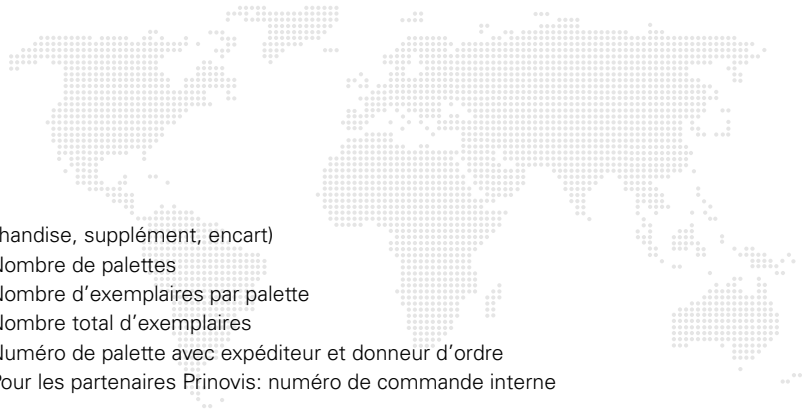 handise, supplément, encart)
Nombre de palettes
Nombre d'exemplaires par palette
Nombre total d'exemplaires
Numéro de palette avec expéditeur et donneur d'ordre
Pour les partenaires Prinovis: numéro de commande interne